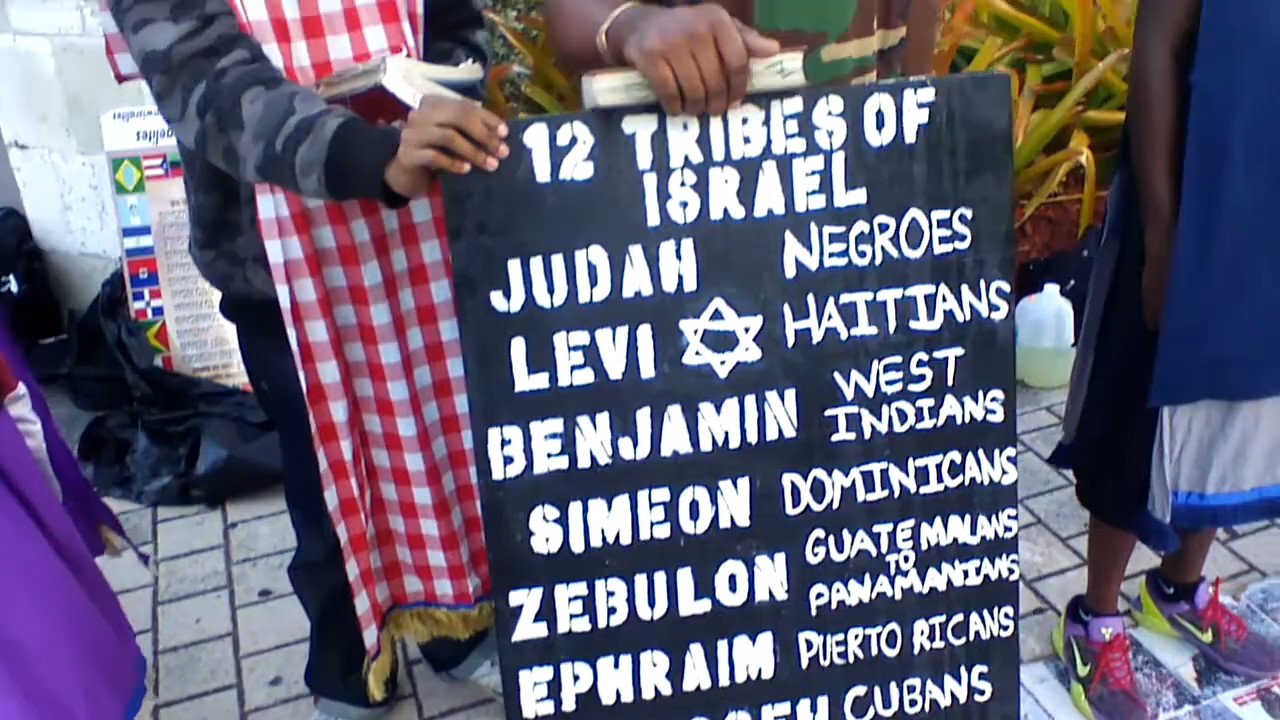 12 TRIBES OF
ISRAEL
JUDAH NEGROES
LEVI HAITIANS
BENJAMIN WEST INDIANS
SIMEON DOMINICANS
ZEBULON GUATEMALANS TO PANAMANIANS
EPHRAIM PUERTO RICANS
CUBANS